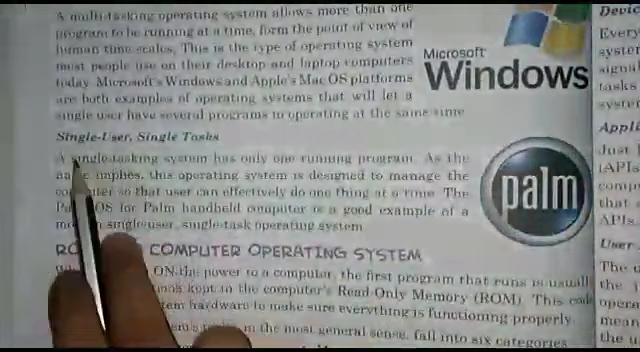 A multi-tasking operating system allows more than one
program to be running at a time, form the point of view of
human time scales. This is the type of operating system
most people use on their desktop and laptop computers
today. Microsoft's Windows and Apple's Mac OS platforms
are both examples of operating systems that will let a
single user have several programs to operating at the same time
Microsoft
Windows
Single-User, Single Tasks
A single-tasking system has only one running program. As the
implies, this operating system is designed to manage the
so that user can effectively do one thing at a time. The
OS for Palm handheld computer is a good example of a
single-user, single-task operating system
palm
COMPUTER OPERATING SYSTEM
ON the power to a computer, the first program that runs is usuall
kept in the computer's Read-Only Memory (ROM). This code
hardware to make sure everything is functioning properly.
in the most general sense, fall into six categories
Devic
Every
system
signal
tasks
syste
Appli
Just
(APIs
comp
that
APIs.
User
The
the
opera
mean
the